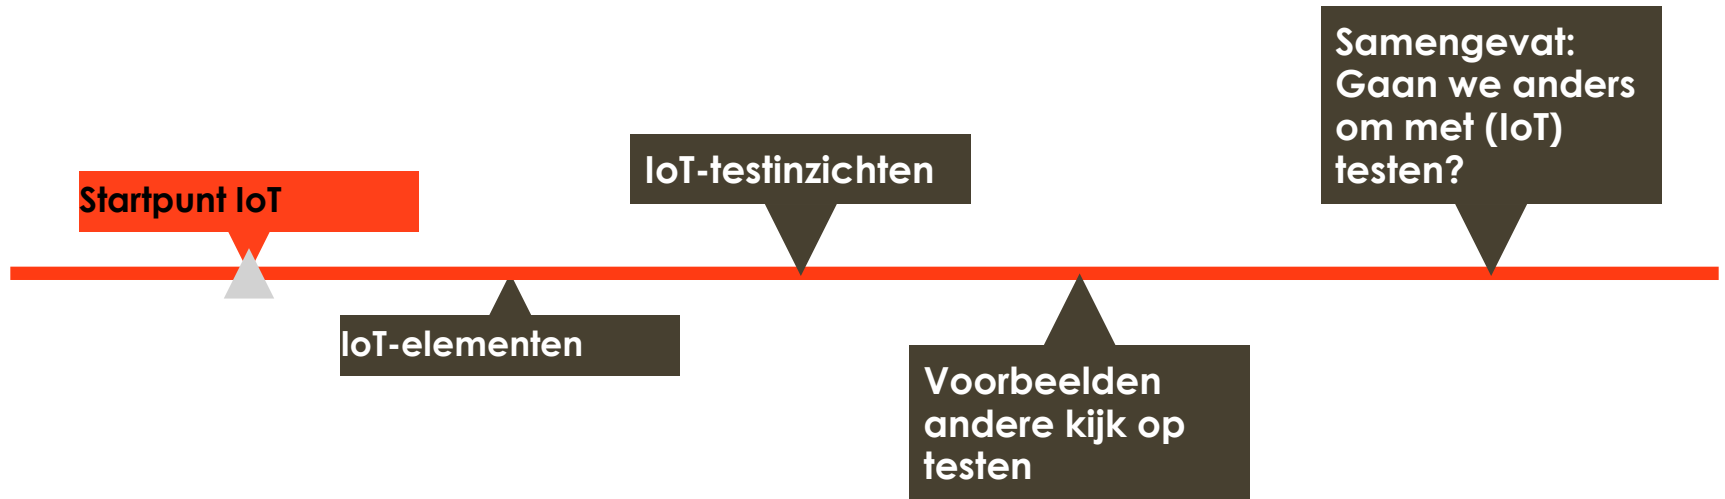 Startpunt IoT
IoT-elementen
IoT-testinzichten
Voorbeelden
andere kijk op
testen
Samengevat:
Gaan we anders
om met (IoT)
testen?